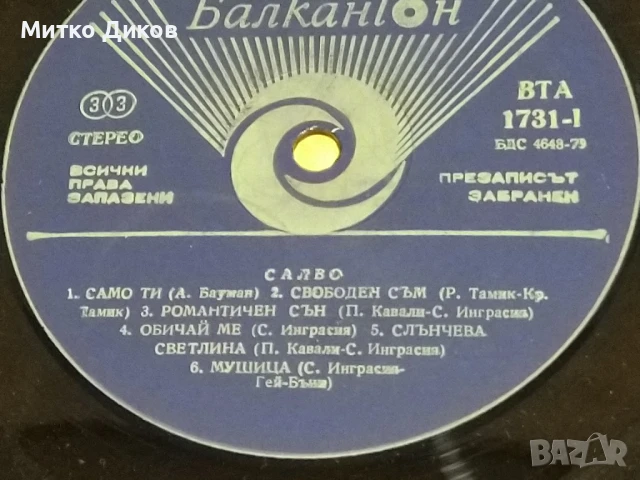 Митко Диков
Балкантон
33
СТЕРЕО
ВСИЧКИ
ПРАВА
ЗАПАЗЕНИ
ВТА
1731-I
БДС 4648-79
ПРЕЗАПИСЪТ
ЗАБРАНЕН
САЛВО
1. САМО ТИ (А. Бауман) 2. СВОБОДЕН СЪМ (Р. Тамик-Кр.
Тамик) 3. РОМАНТИЧЕН СЪН (П. Кавали-С. Инграсия)
4. ОБИЧАЙ МЕ (С. Инграсия) 5. СЛЪНЧЕВА
СВЕТЛИНА (П. Кавали-С. Инграсия)
6. МУШИЦА (С. Инграсия-
Гей-Бъни)
BAZAR